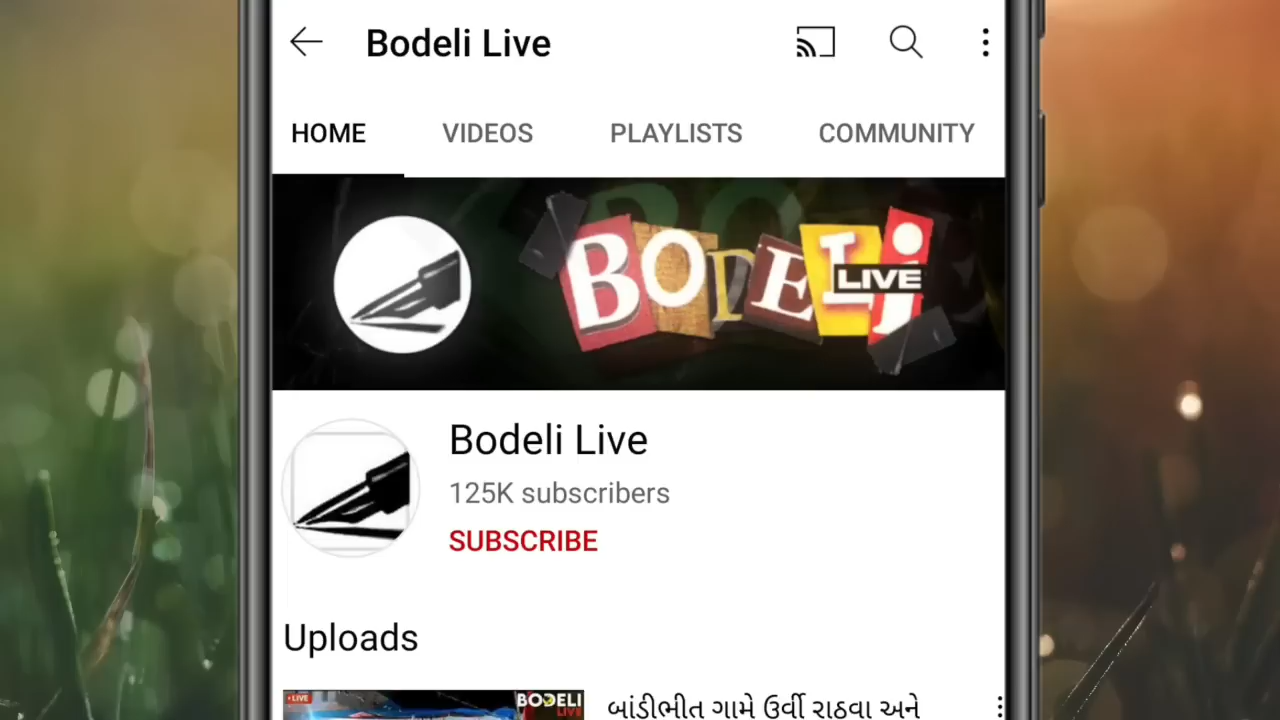 Bodeli Live
HOME VIDEOS PLAYLISTS COMMUNITY
BODELi
LIVE
Bodeli Live
125K subscribers
SUBSCRIBE
Uploads
LIVE
BODELI
LIVE
બાંડીભીત ગામે ઉર્વી રાઠવા અને